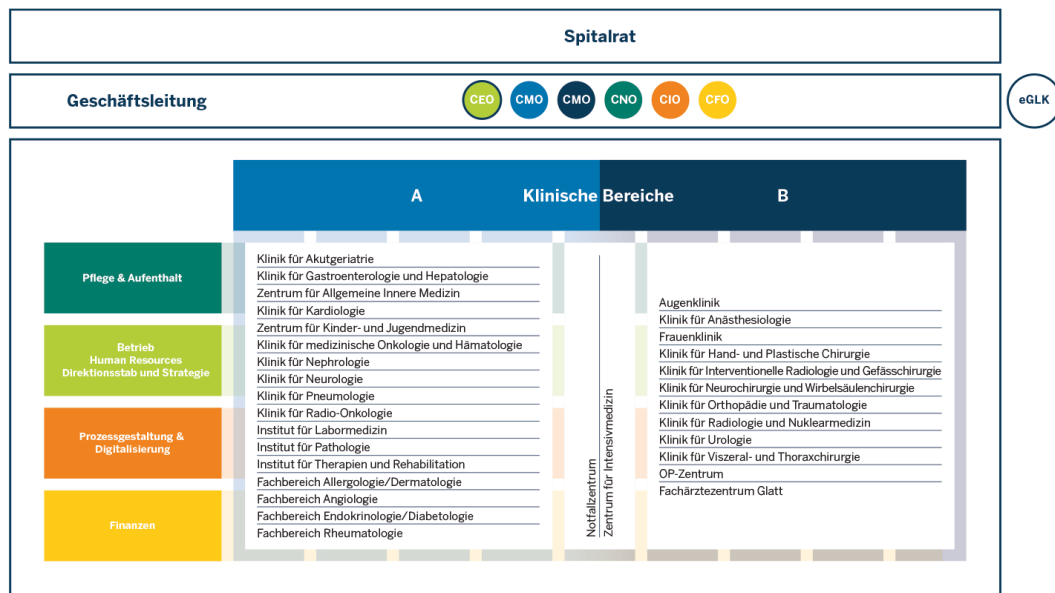 Spitalrat
Geschäftsleitung
CEO
CMO
CMO
CNO
CIO
CFO
eGLK
A
Klinische Bereiche
B
Pflege & Aufenthalt
Betrieb
Human Resources
Direktionsstab und Strategie
Prozessgestaltung &
Digitalisierung
Finanzen
Klinik für Akutgeriatrie
Klinik für Gastroenterologie und Hepatologie
Zentrum für Allgemeine Innere Medizin
Klinik für Kardiologie
Zentrum für Kinder- und Jugendmedizin
Klinik für medizinische Onkologie und Hämatologie
Klinik für Nephrologie
Klinik für Neurologie
Klinik für Pneumologie
Klinik für Radio-Onkologie
Institut für Labormedizin
Institut für Pathologie
Institut für Therapien und Rehabilitation
Fachbereich Allergologie/Dermatologie
Fachbereich Angiologie
Fachbereich Endokrinologie/Diabetologie
Fachbereich Rheumatologie
Notfallzentrum
Zentrum für Intensivmedizin
Augenklinik
Klinik für Anästhesiologie
Frauenklinik
Klinik für Hand- und Plastische Chirurgie
Klinik für Interventionelle Radiologie und Gefässchirurgie
Klinik für Neurochirurgie und Wirbelsäulenchirurgie
Klinik für Orthopädie und Traumatologie
Klinik für Radiologie und Nuklearmedizin
Klinik für Urologie
Klinik für Viszeral- und Thoraxchirurgie
OP-Zentrum
Fachärztezentrum Glatt